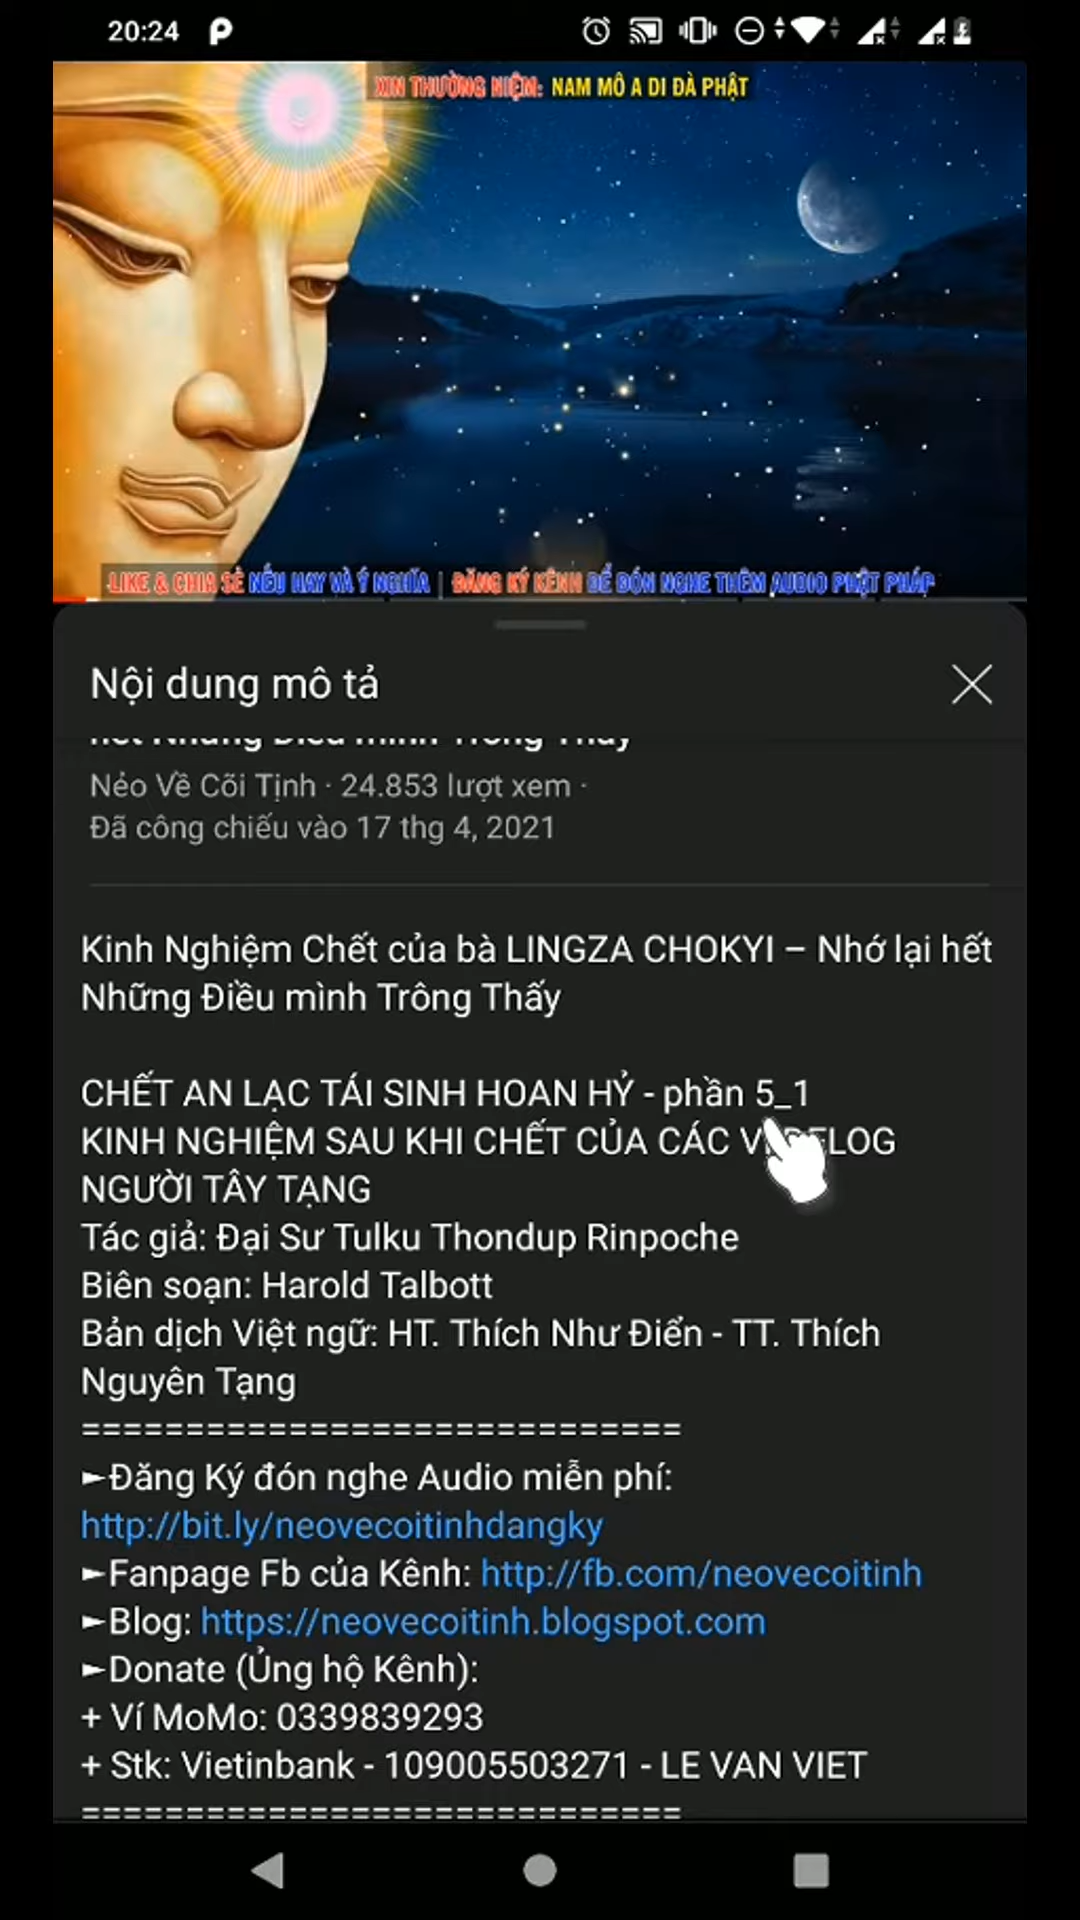 20:24
XIN THƯỜNG NIỆM: NAM MÔ A DI ĐÀ PHẬT
LIKE & CHIA SẺ NẾU HAY VÀ Ý NGHĨA | ĐĂNG KÝ KÊNH ĐỂ ĐÓN NGHE THÊM AUDIO PHẬT PHÁP
Nội dung mô tả
hết Những Điều mình Trông Thấy
Nẻo Về Cõi Tịnh · 24.853 lượt xem ·
Đã công chiếu vào 17 thg 4, 2021
Kinh Nghiệm Chết của bà LINGZA CHOKYI – Nhớ lại hết
Những Điều mình Trông Thấy
CHẾT AN LẠC TÁI SINH HOAN HỶ - phần 5_1
KINH NGHIỆM SAU KHI CHẾT CỦA CÁC
NGƯỜI TÂY TẠNG
Tác giả: Đại Sư Tulku Thondup Rinpoche
Biên soạn: Harold Talbott
Bản dịch Việt ngữ: HT. Thích Như Điển - TT. Thích
Nguyên Tạng
=============================
►Đăng Ký đón nghe Audio miễn phí:
http://bit.ly/neovecoitinhdangky
►Fanpage Fb của Kênh: http://fb.com/neovecoitinh
►Blog: https://neovecoitinh.blogspot.com
►Donate (Ủng hộ Kênh):
+ Ví MoMo: 0339839293
+ Stk: Vietinbank - 109005503271 - LE VAN VIET
=============================